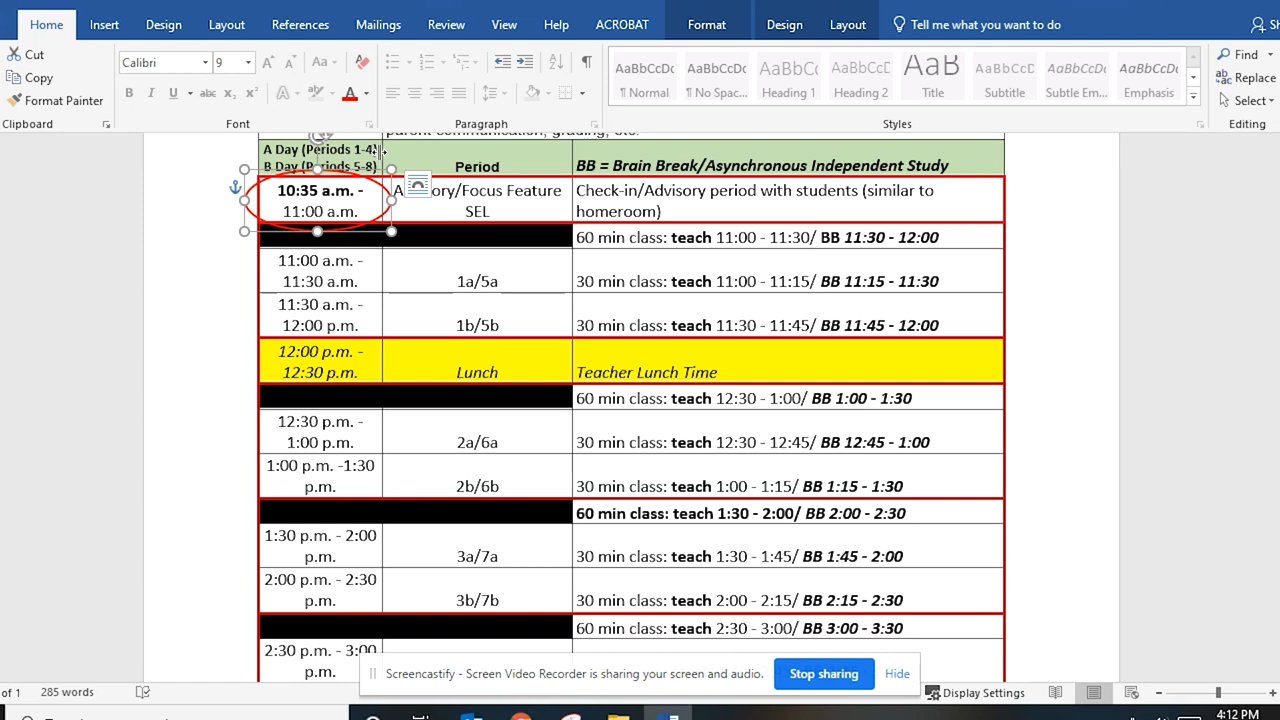 Home Insert Design Layout References Mailings Review View Help ACROBAT Format Design Layout Tell me what you want to do
Cut
Copy
Format Painter
Clipboard
Calibri 9
Font
Paragraph
AaBbCcDc AaBbCcDc AaBbCcD AaBbCcL AaB AaBbCcD AaBbCcDc AaBbCcDc
¶ Normal ¶ No Spac... Heading 1 Heading 2 Title Subtitle Subtle Em... Emphasis
Styles
Find
Replace
Select
Editing
parent communication, grading, etc.
A Day (Periods 1-4)
B Day (Periods 5-8) Period BB = Brain Break/Asynchronous Independent Study
10:35 a.m. -
11:00 a.m.
SEL
Focus Feature
Check-in/Advisory period with students (similar to
homeroom)
60 min class: teach 11:00 - 11:30/ BB 11:30 - 12:00
11:00 a.m. -
11:30 a.m. 1a/5a 30 min class: teach 11:00 - 11:15/ BB 11:15 - 11:30
11:30 a.m. -
12:00 p.m. 1b/5b 30 min class: teach 11:30 - 11:45/ BB 11:45 - 12:00
12:00 p.m. -
12:30 p.m. Lunch Teacher Lunch Time
60 min class: teach 12:30 - 1:00/ BB 1:00 - 1:30
12:30 p.m. -
1:00 p.m. 2a/6a 30 min class: teach 12:30 - 12:45/ BB 12:45 - 1:00
1:00 p.m. -1:30
p.m. 2b/6b 30 min class: teach 1:00 - 1:15/ BB 1:15 - 1:30
60 min class: teach 1:30 - 2:00/ BB 2:00 - 2:30
1:30 p.m. - 2:00
p.m. 3a/7a 30 min class: teach 1:30 - 1:45/ BB 1:45 - 2:00
2:00 p.m. - 2:30
p.m. 3b/7b 30 min class: teach 2:00 - 2:15/ BB 2:15 - 2:30
60 min class: teach 2:30 - 3:00/ BB 3:00 - 3:30
2:30 p.m. - 3:00
p.m.
Screencastify - Screen Video Recorder is sharing your screen and audio. Stop sharing Hide
of 1 285 words Display Settings
4:12 PM